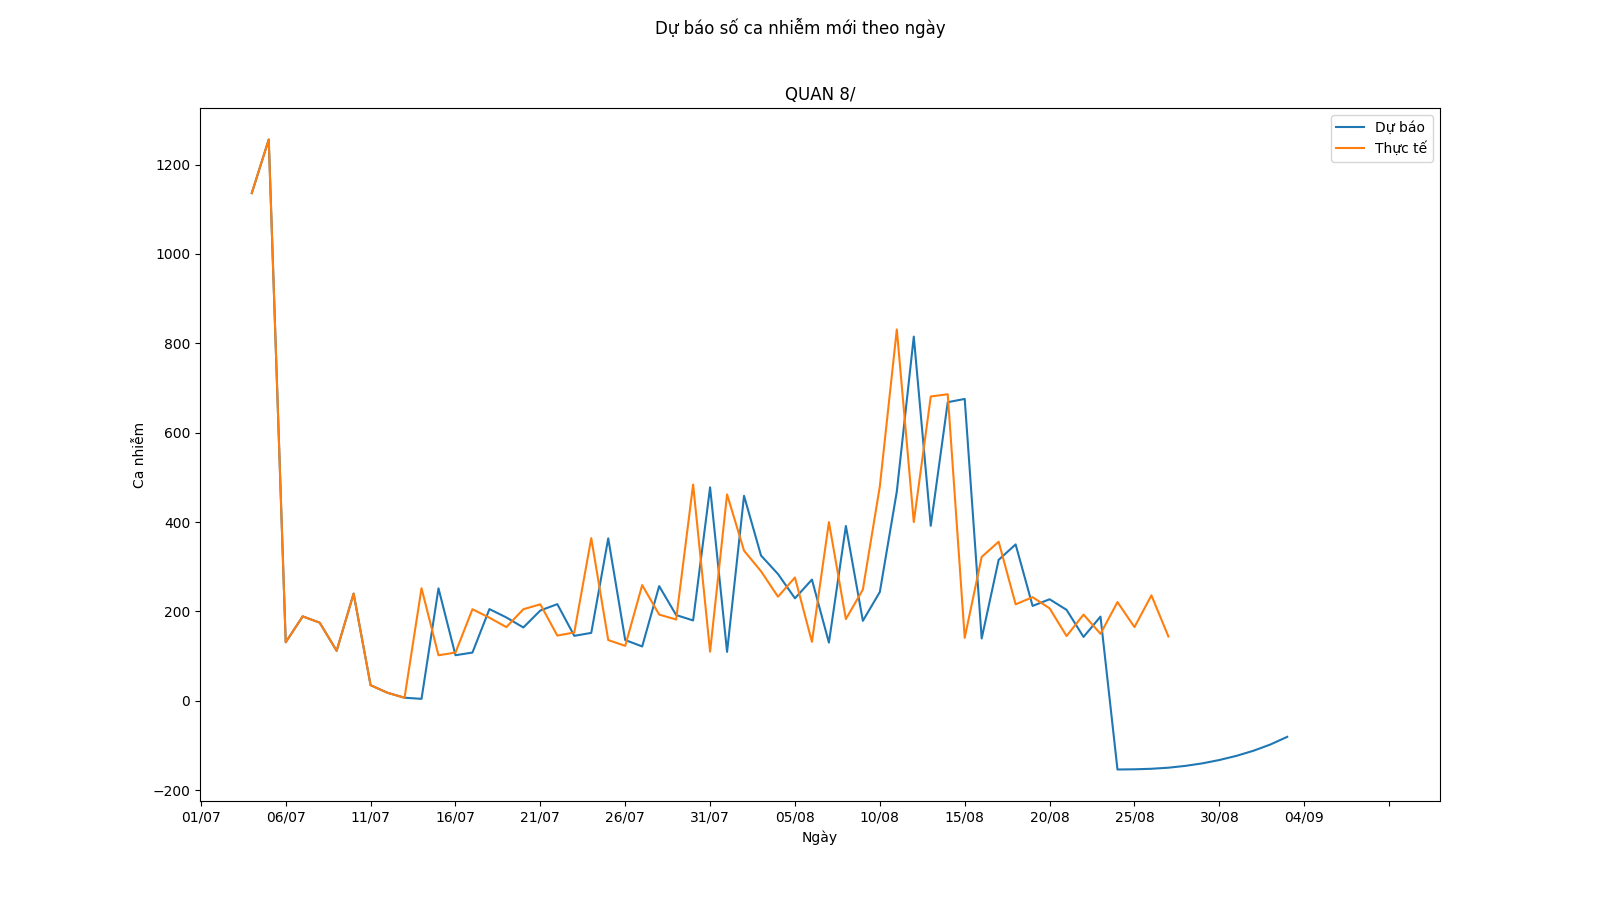 Dự báo số ca nhiễm mới theo ngày
QUAN 8/
Dự báo
Thực tế
1200
1000
800
600
400
200
0
−200
Ca nhiễm
01/07 06/07 11/07 16/07 21/07 26/07 31/07 05/08 10/08 15/08 20/08 25/08 30/08 04/09
Ngày